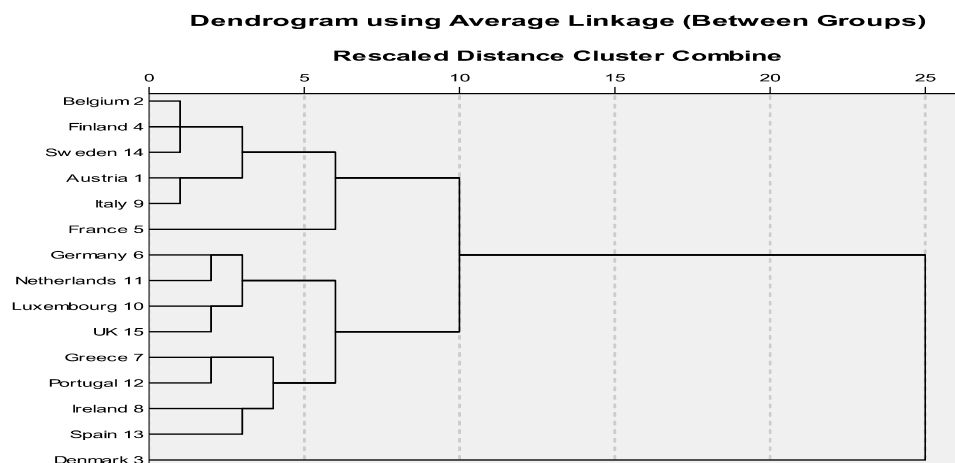 Dendrogram using Average Linkage (Between Groups)
Rescaled Distance Cluster Combine
0 5 10 15 20 25
Belgium 2
Finland 4
Sweden 14
Austria 1
Italy 9
France 5
Germany 6
Netherlands 11
Luxembourg 10
UK 15
Greece 7
Portugal 12
Ireland 8
Spain 13
Denmark 3